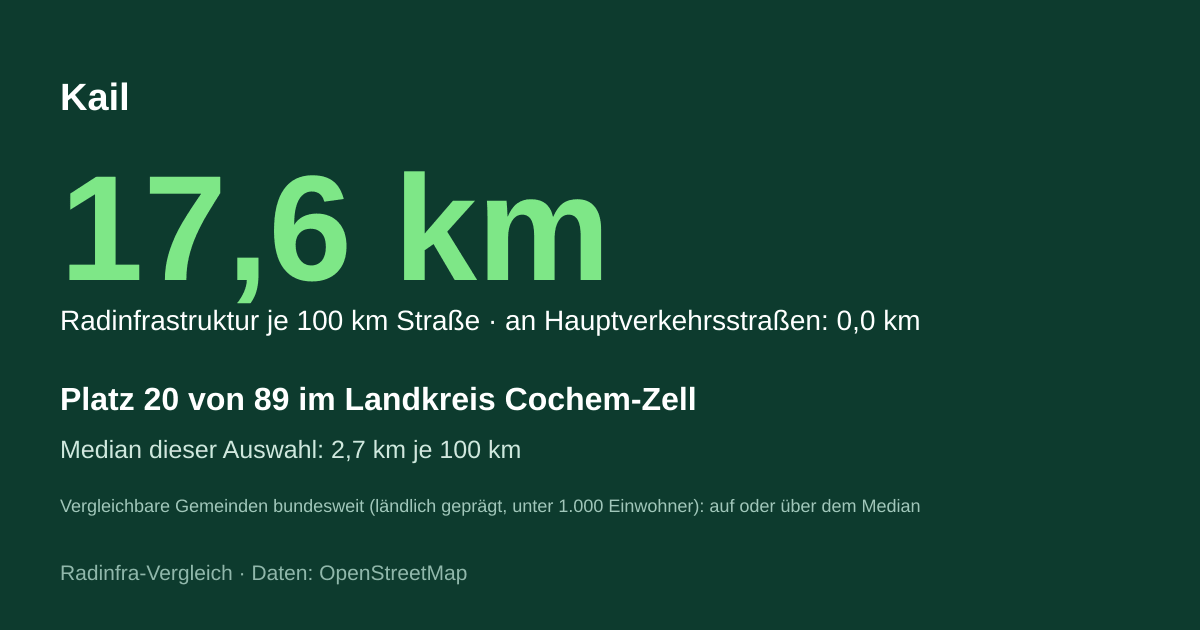 Kail
17,6 km
Radinfrastruktur je 100 km Straße · an Hauptverkehrsstraßen: 0,0 km
Platz 20 von 89 im Landkreis Cochem-Zell
Median dieser Auswahl: 2,7 km je 100 km
Vergleichbare Gemeinden bundesweit (ländlich geprägt, unter 1.000 Einwohner): auf oder über dem Median
Radinfra-Vergleich · Daten: OpenStreetMap